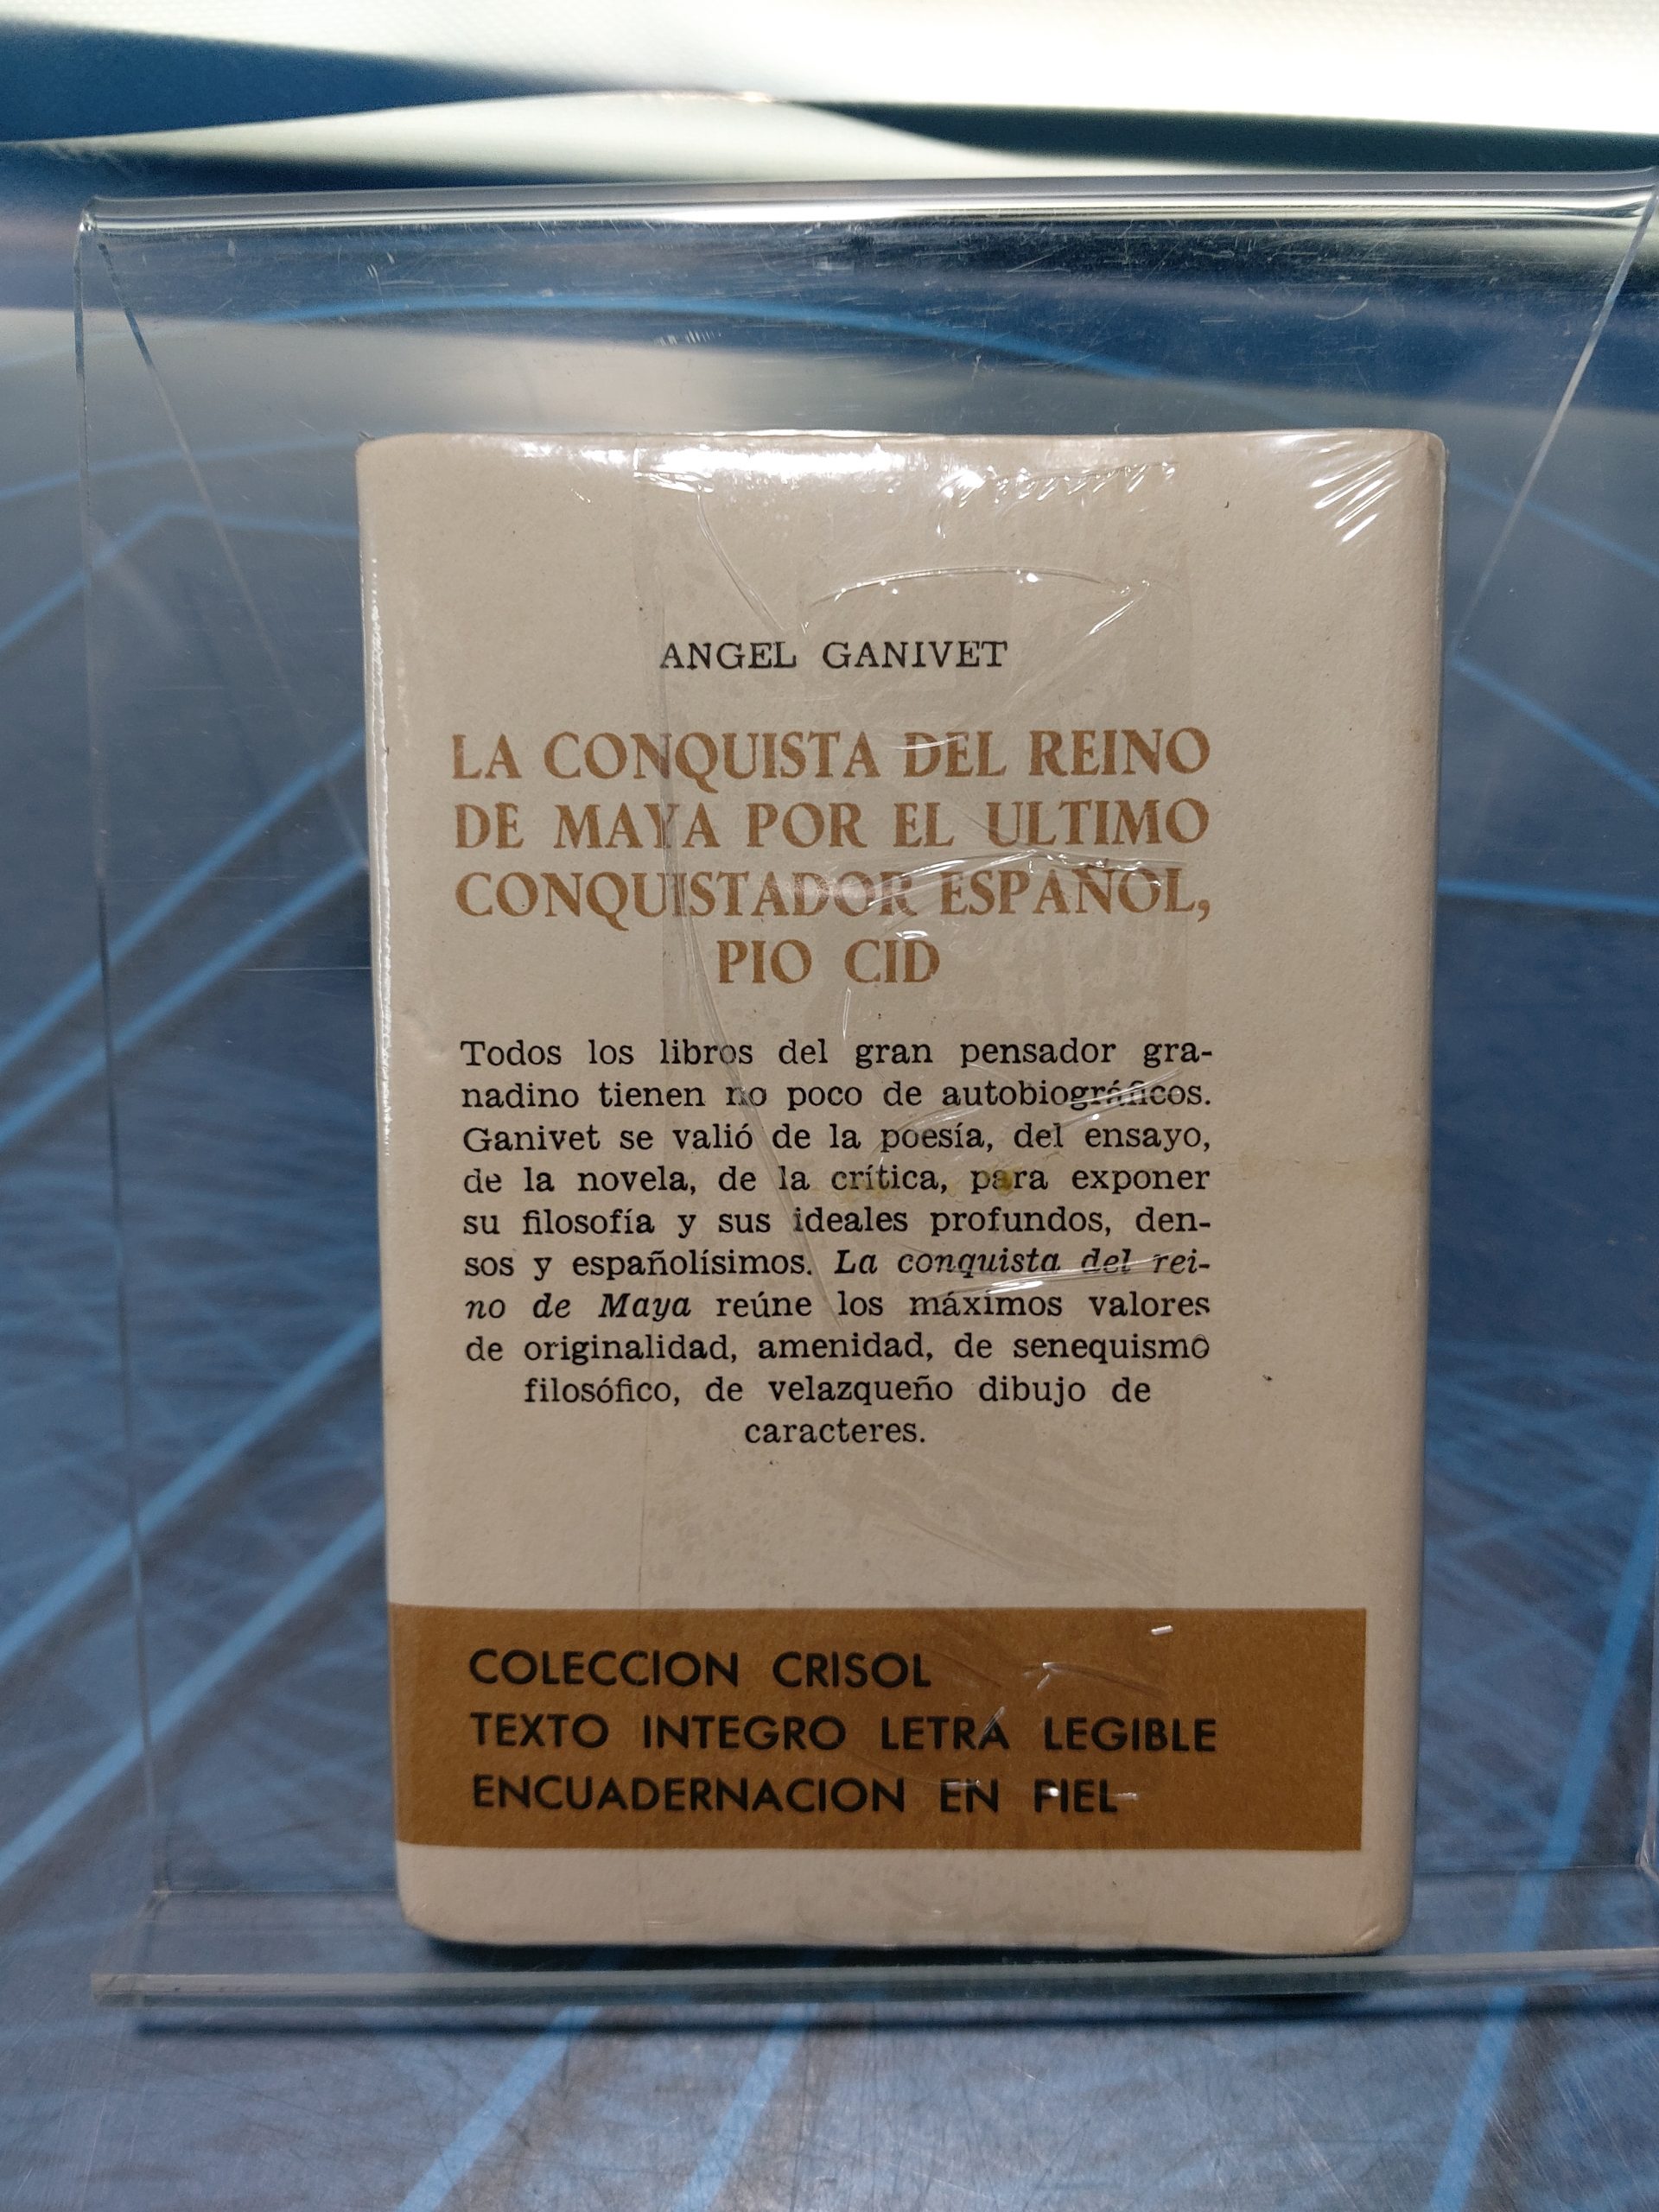 ANGEL GANIVET
LA CONQUISTA DEL REINO
DE MAYA POR EL ULTIMO
CONQUISTADOR ESPAÑOL,
PIO CID
Todos los libros del gran pensador gra-
nadino tienen no poco de autobiográficos.
Ganivet se valió de la poesía, del ensayo,
de la novela, de la crítica, para exponer
su filosofía y sus ideales profundos, den-
sos y españolísimos. La conquista del rei-
no de Maya reúne los máximos valores
de originalidad, amenidad, de senequismo
filosófico, de velazqueño dibujo de
caracteres.
COLECCION CRISOL
TEXTO INTEGRO LETRA LEGIBLE
ENCUADERNACION EN PIEL